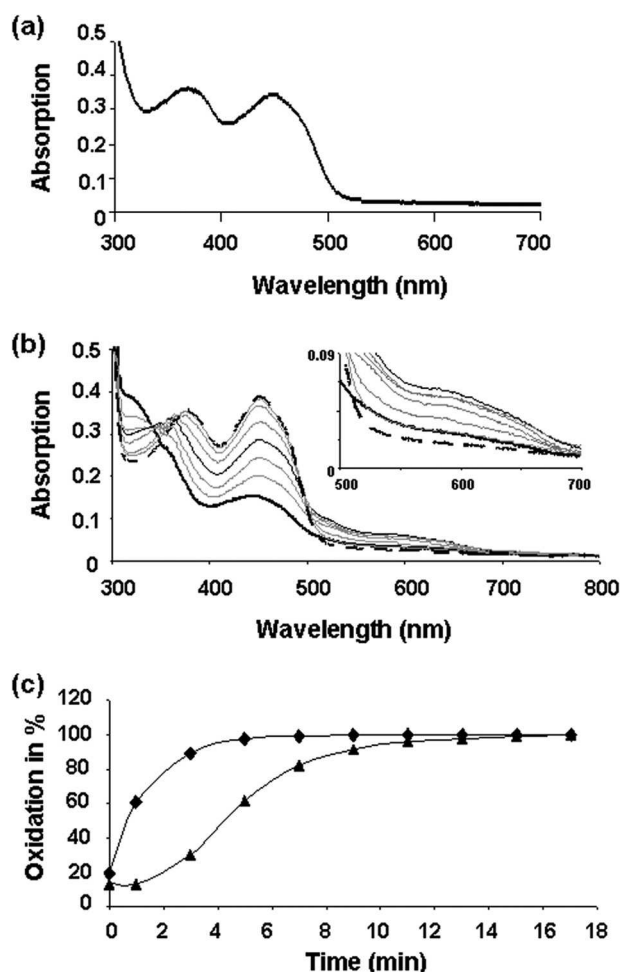 (a)
0.5
0.4
0.3
0.2
0.1
0
Absorption
300 400 500 600 700
Wavelength (nm)
(b)
0.5
0.4
0.3
0.2
0.1
0
Absorption
0.09
0
500 600 700
300 400 500 600 700 800
Wavelength (nm)
(c)
120
100
80
60
40
20
0
Oxidation in %
0 2 4 6 8 10 12 14 16 18
Time (min)